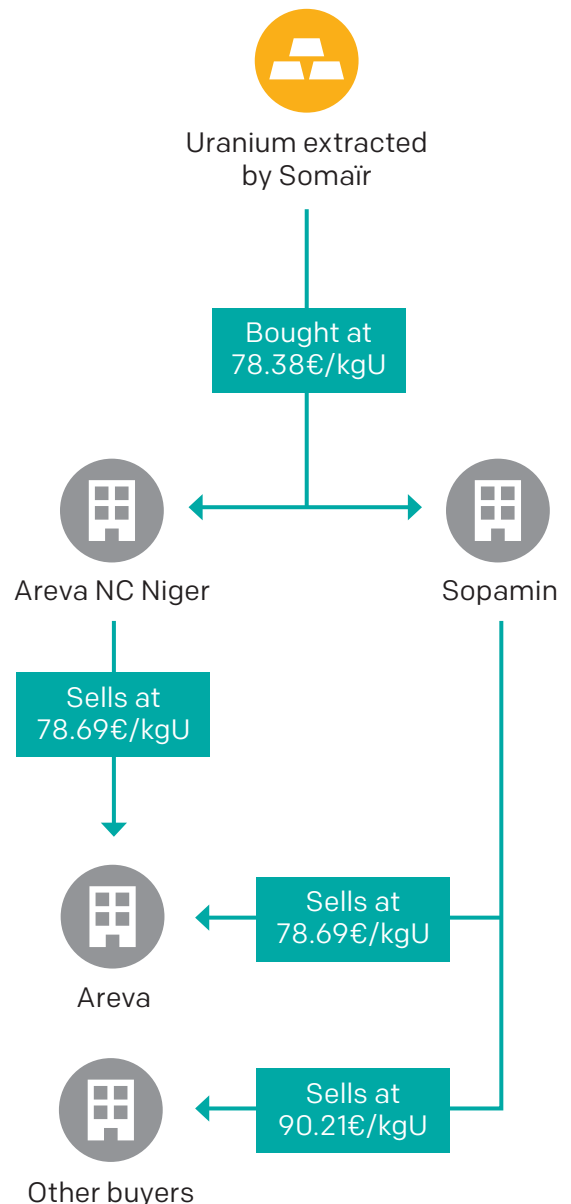 Uranium extracted
by Somaïr
Bought at
78.38€/kgU
Areva NC Niger
Sopamin
Sells at
78.69€/kgU
Sells at
78.69€/kgU
Areva
Sells at
90.21€/kgU
Other buyers